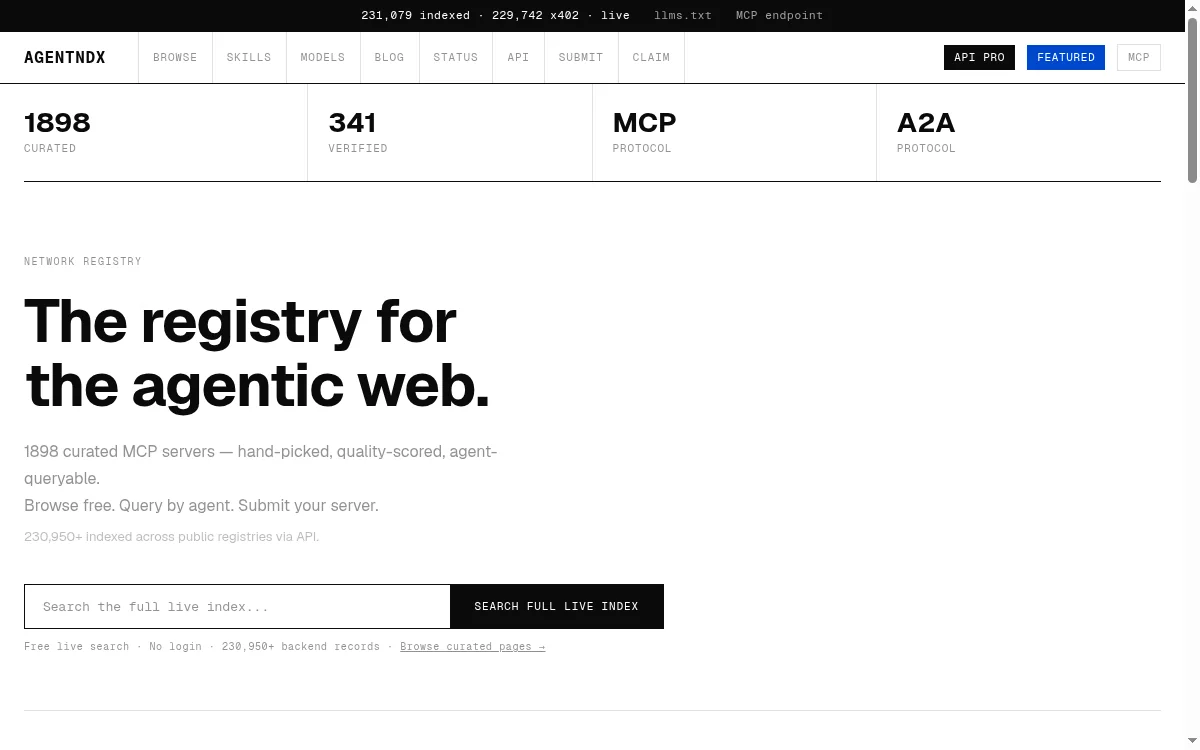 231,079 indexed · 229,742 x402 · live llms.txt MCP endpoint
AGENTNDX BROWSE SKILLS MODELS BLOG STATUS API SUBMIT CLAIM API PRO FEATURED MCP
1898 341 MCP A2A
CURATED VERIFIED PROTOCOL PROTOCOL
NETWORK REGISTRY
The registry for
the agentic web.
1898 curated MCP servers — hand-picked, quality-scored, agent-
queryable.
Browse free. Query by agent. Submit your server.
230,950+ indexed across public registries via API.
Search the full live index... SEARCH FULL LIVE INDEX
Free live search · No login · 230,950+ backend records · Browse curated pages →